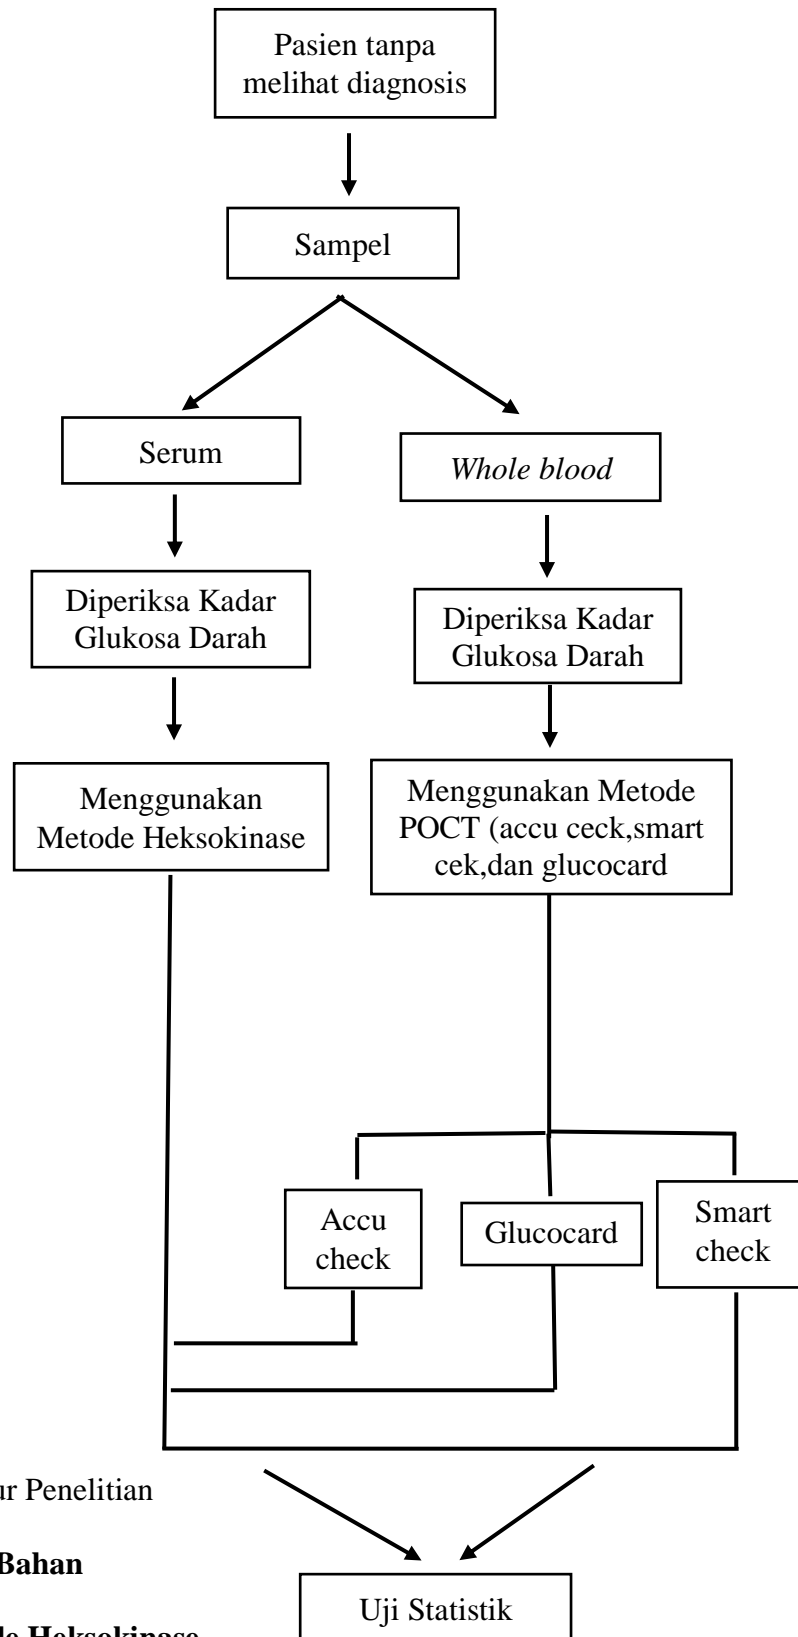 Pasien tanpa
melihat diagnosis
Sampel
Serum
Whole blood
Diperiksa Kadar
Glukosa Darah
Diperiksa Kadar
Glukosa Darah
Menggunakan
Metode Heksokinase
Menggunakan Metode
POCT (accu ceck,smart
cek,dan glucocard
Accu
check
Glucocard
Smart
check
Penelitian
Bahan
Uji Statistik
Heksokinase